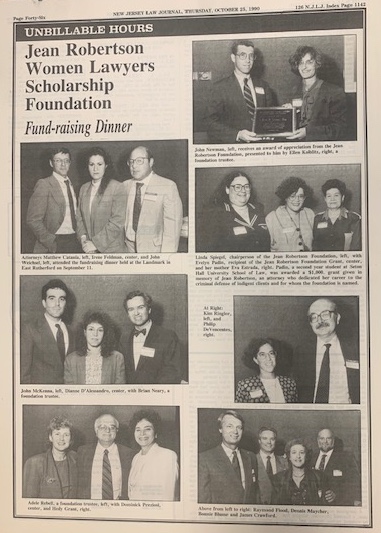 Page Forty-Six
NEW JERSEY LAW JOURNAL, THURSDAY, OCTOBER 25, 1990
126 N.J.L.J. Index Page 1142
UNBILLABLE HOURS
Jean Robertson
Women Lawyers
Scholarship
Foundation
Fund-raising Dinner
John Newman, left, receives an award of appreciation from the Jean
Robertson Foundation, presented to him by Ellen Koblitz, right, a
foundation trustee.
Attorneys Matthew Catania, left, Irene Feldman, center, and John
Weichsel, left, attended the fundraising dinner held at the Landmark in
East Rutherford on September 11.
Linda Spiegel, chairperson of the Jean Robertson Foundation, left, with
Evelyn Padin, recipient of the Jean Robertson Foundation Grant, center,
and her mother Eva Estrada, right. Padin, a second year student at Seton
Hall University School of Law, was awarded a $1,000, grant given in
memory of Jean Robertson, an attorney who dedicated her career to the
criminal defense of indigent clients and for whom the foundation is named.
John McKenna, left, Dianne D'Alessandro, center, with Brian Neary, a
foundation trustee.
At Right:
Kim Ringler,
left, and
Philip
DeVencentes,
right.
Adele Rebell, a foundation trustee, left, with Dominick
center, and Hedy Grant, right.
Above from left to right: Raymond Flood, Dennis
Bonnie Blume and James Crawford.